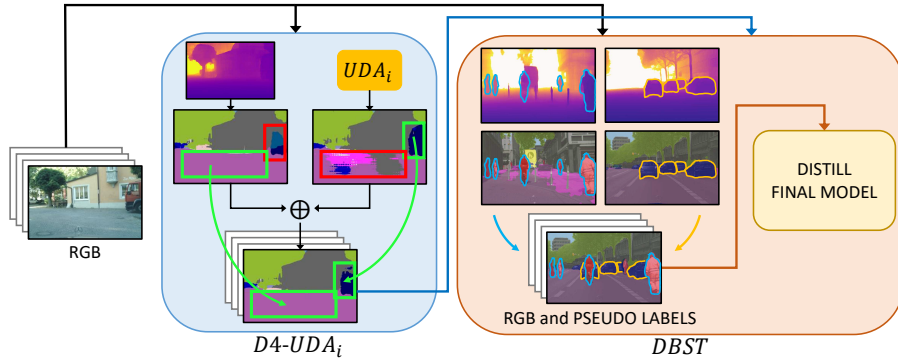 RGB
UDA_i
⊕
D4-UDA_i
RGB and PSEUDO LABELS
DISTILL
FINAL MODEL
DBST